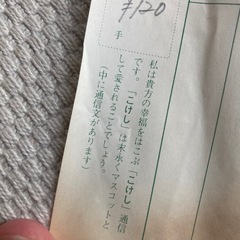 ¥120
手
私は貴方の幸福をはこぶ「こけし」通信
です。「こけし」は末永くマスコットと
して愛されることでしょう。
(中に通信文があります)